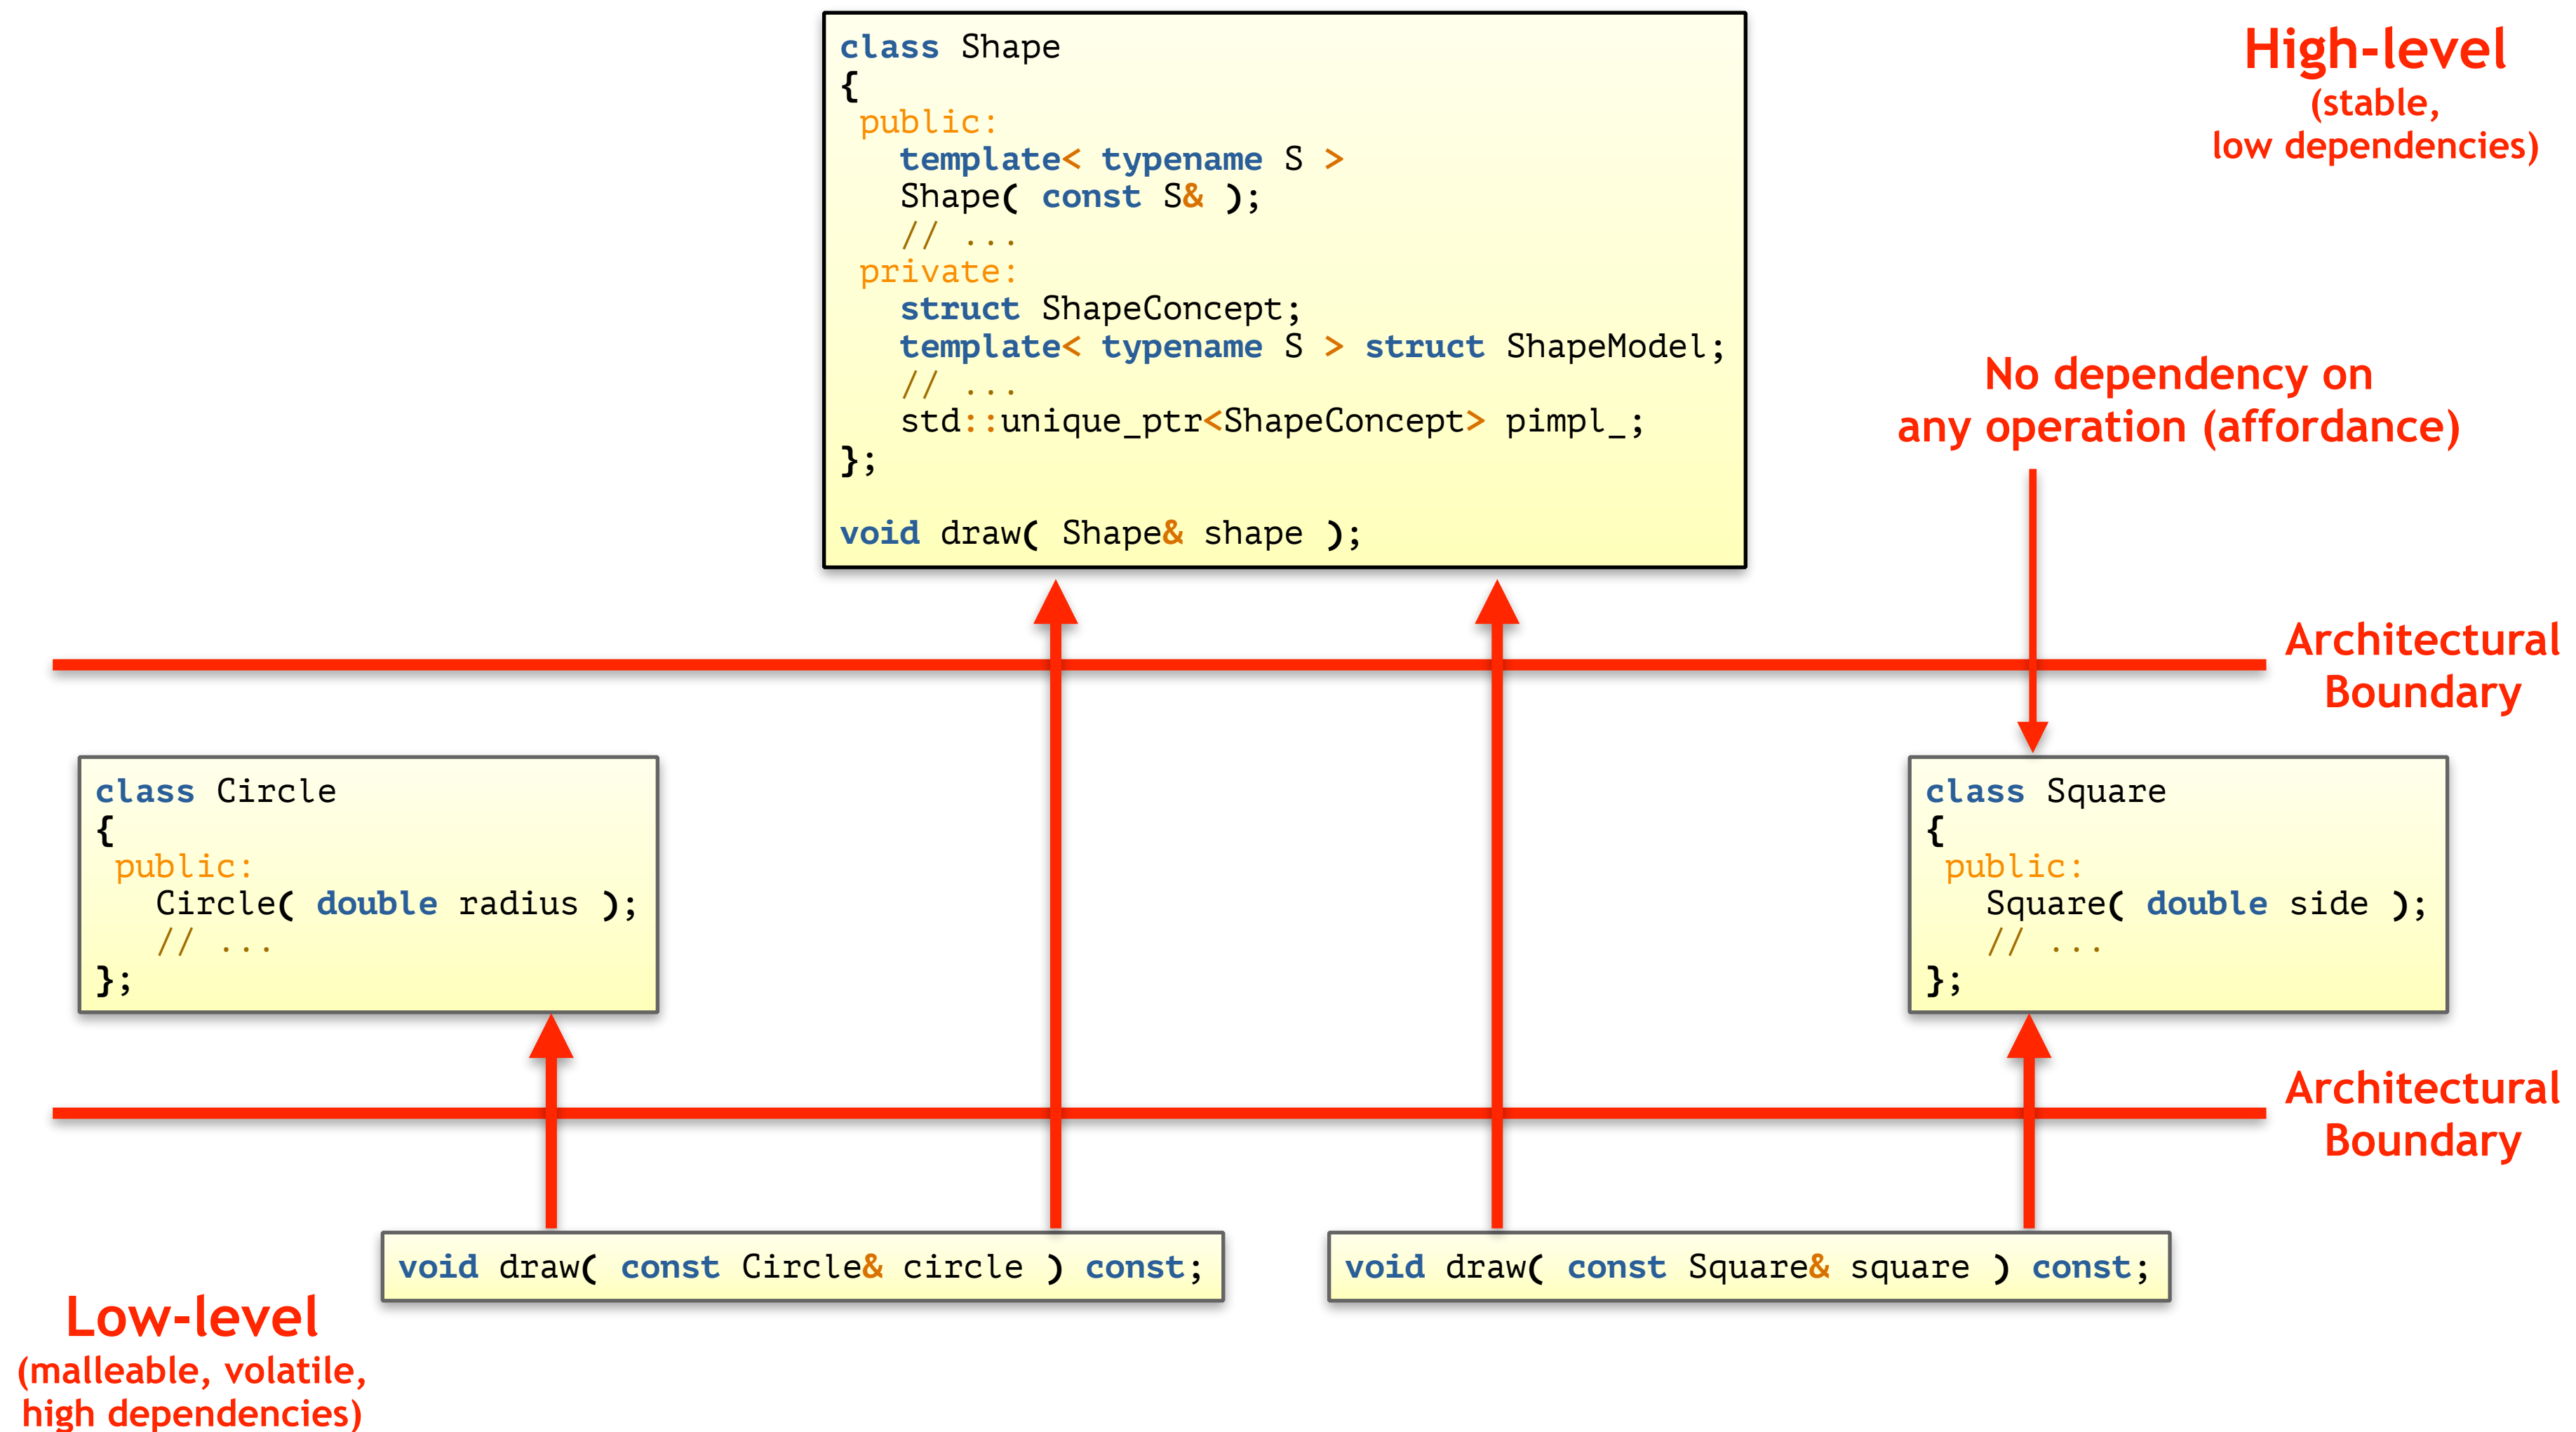 class Shape
{
public:
template< typename S >
Shape( const S& );
// ...
private:
struct ShapeConcept;
template< typename S > struct ShapeModel;
// ...
std::unique_ptr<ShapeConcept> pimpl_;
};
void draw( Shape& shape );
High-level
(stable,
low dependencies)
No dependency on
any operation (affordance)
Architectural
Boundary
class Circle
{
public:
Circle( double radius );
// ...
};
class Square
{
public:
Square( double side );
// ...
};
Architectural
Boundary
void draw( const Circle& circle ) const;
void draw( const Square& square ) const;
Low-level
(malleable, volatile,
high dependencies)